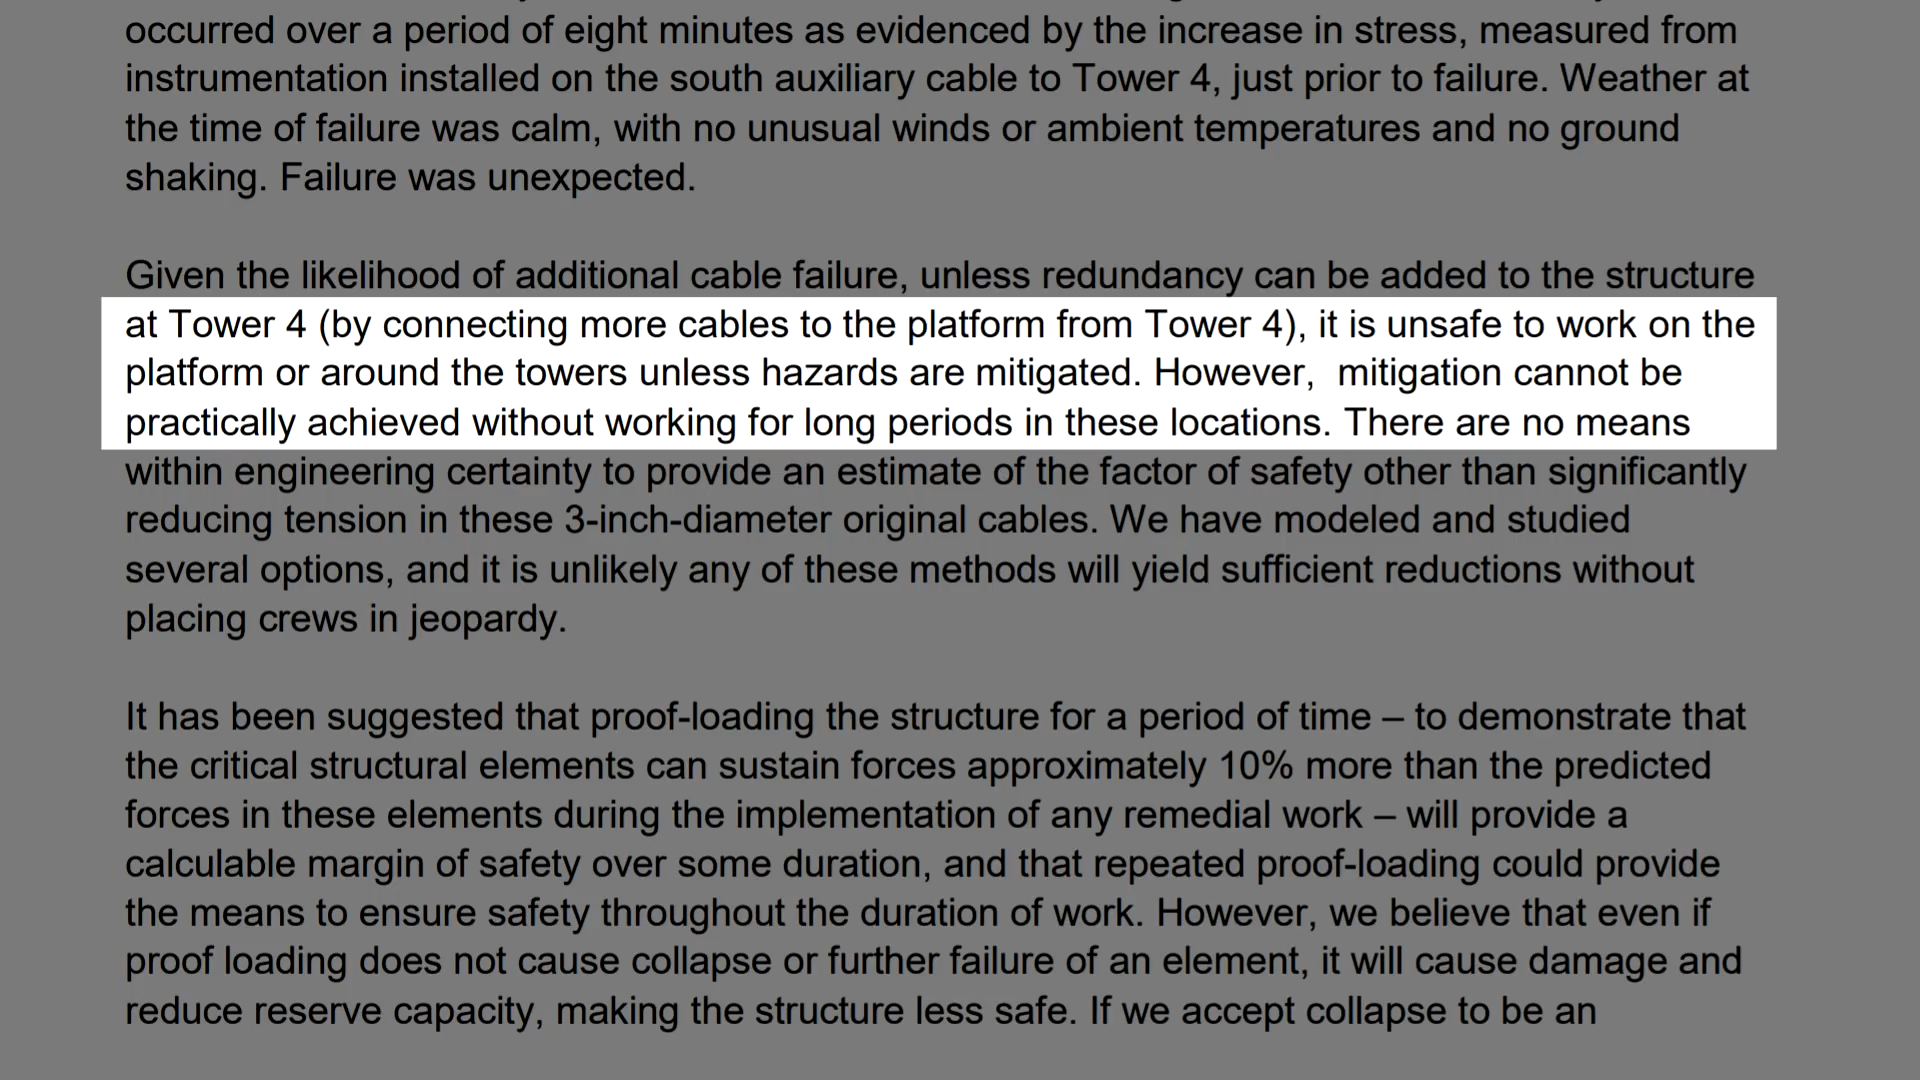 occurred over a period of eight minutes as evidenced by the increase in stress, measured from
instrumentation installed on the south auxiliary cable to Tower 4, just prior to failure. Weather at
the time of failure was calm, with no unusual winds or ambient temperatures and no ground
shaking. Failure was unexpected.
Given the likelihood of additional cable failure, unless redundancy can be added to the structure
at Tower 4 (by connecting more cables to the platform from Tower 4), it is unsafe to work on the
platform or around the towers unless hazards are mitigated. However,  mitigation cannot be
practically achieved without working for long periods in these locations. There are no means
within engineering certainty to provide an estimate of the factor of safety other than significantly
reducing tension in these 3-inch-diameter original cables. We have modeled and studied
several options, and it is unlikely any of these methods will yield sufficient reductions without
placing crews in jeopardy.
It has been suggested that proof-loading the structure for a period of time – to demonstrate that
the critical structural elements can sustain forces approximately 10% more than the predicted
forces in these elements during the implementation of any remedial work – will provide a
calculable margin of safety over some duration, and that repeated proof-loading could provide
the means to ensure safety throughout the duration of work. However, we believe that even if
proof loading does not cause collapse or further failure of an element, it will cause damage and
reduce reserve capacity, making the structure less safe. If we accept collapse to be an